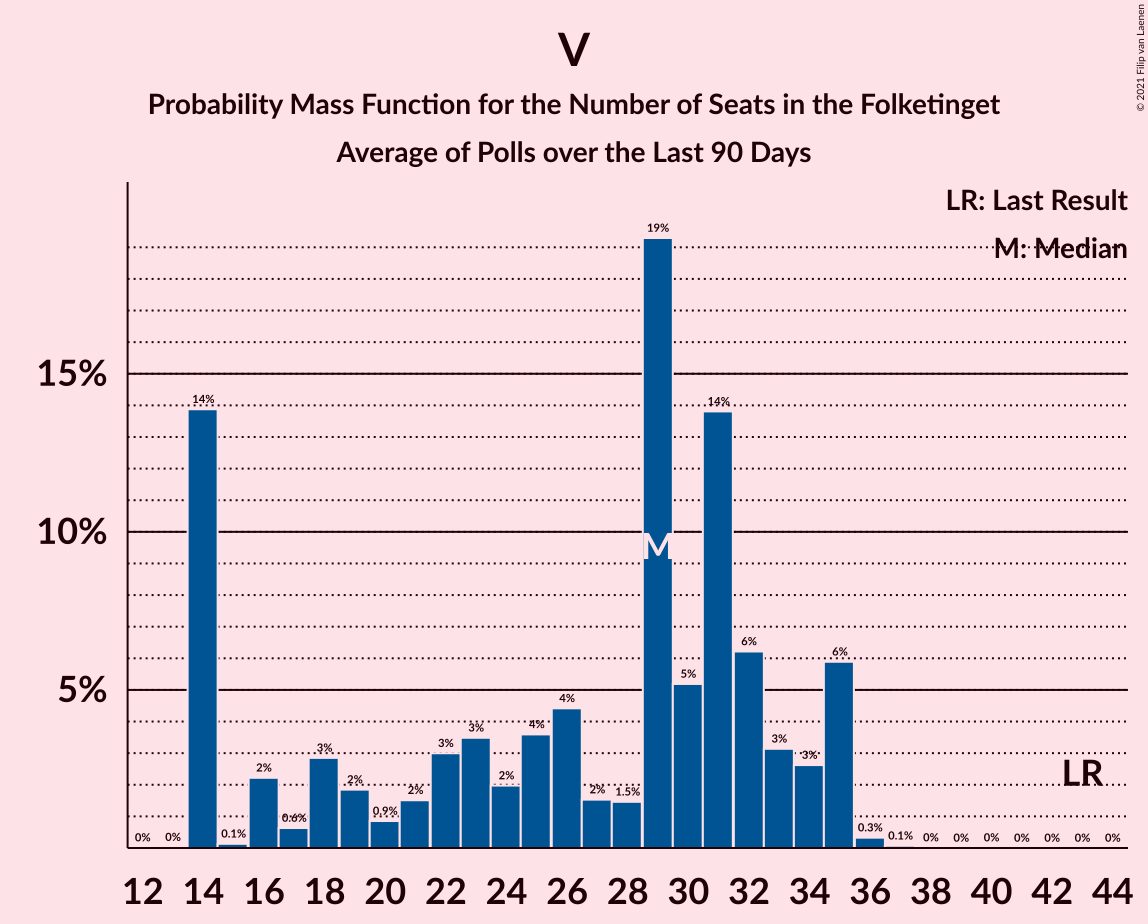 V
Probability Mass Function for the Number of Seats in the Folketinget
Average of Polls over the Last 90 Days
© 2021 Filip van Laenen
LR: Last Result
M: Median
15%
10%
5%
0% 0% 14% 0.1% 2% 0.6% 3% 2% 0.9% 2% 3% 3% 2% 4% 4% 2% 1.5% 19% 5% 14% 6% 3% 3% 6% 0.3% 0.1% 0% 0% 0% 0% 0% 0% 0%
M
LR
12 14 16 18 20 22 24 26 28 30 32 34 36 38 40 42 44